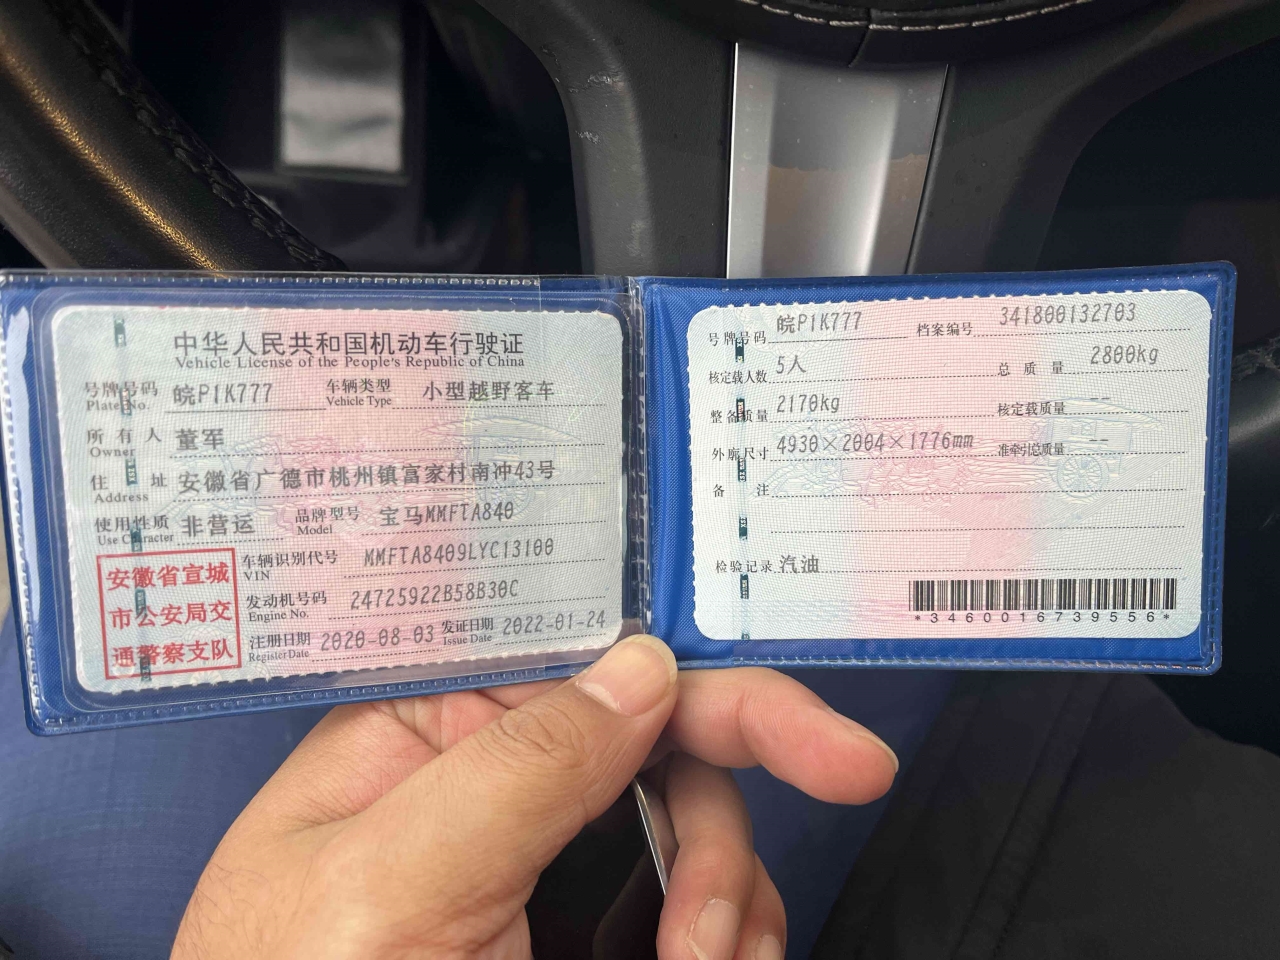 中华人民共和国机动车行驶证
Vehicle License of the People's Republic of China
号牌号码 皖P1K777 车辆类型 小型越野客车
Plate No. Vehicle Type
所有人 董军
Owner
住址 安徽省广德市桃州镇富家村南冲43号
Address
使用性质 非营运 品牌型号 宝马MMFTA840
Use Character Model
安徽省宣城
市公安局交
通警察支队
车辆识别代号 MMFTA8409LYC13100
VIN
发动机号码 24725922B58B30C
Engine No.
注册日期 2020-08-03 发证日期 2022-01-24
Register Date Issue Date
号牌号码 皖P1K777 档案编号 341800132703
核定载人数 5人 总质量 2800kg
整备质量 2170kg 核定载质量 --
外廓尺寸 4930×2004×1776mm 准牵引总质量 --
备注
检验记录 汽油
*3460016739556*